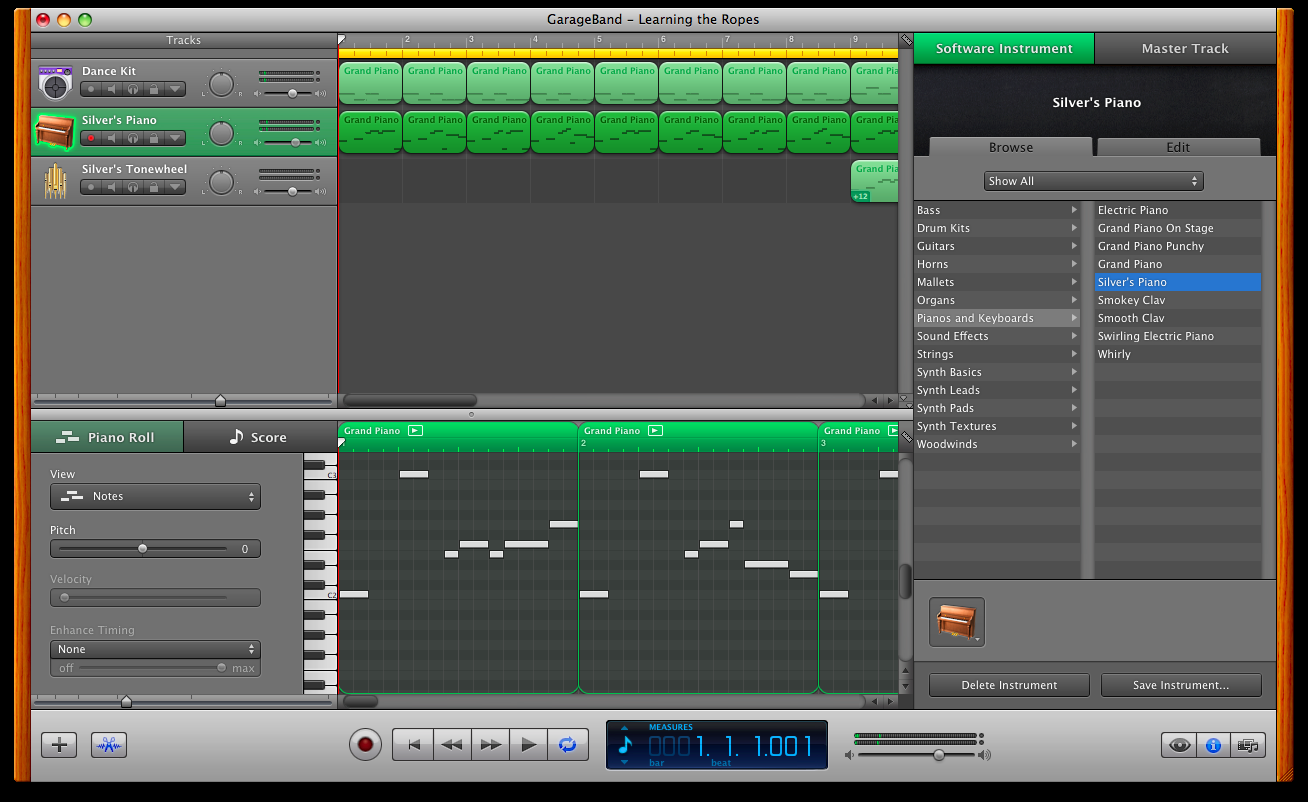 GarageBand – Learning the Ropes
Tracks
2 3 4 5 6 7 8 9
Software Instrument
Master Track
Dance Kit
L R
Grand Piano Grand Piano Grand Piano Grand Piano Grand Piano Grand Piano Grand Piano Grand Piano Grand Pia
Silver's Piano
L R
Grand Piano Grand Piano Grand Piano Grand Piano Grand Piano Grand Piano Grand Piano Grand Piano Grand Pia
Silver's Tonewheel
L R
Grand Pia
+12
Silver's Piano
Browse
Edit
Show All
Bass
Drum Kits
Guitars
Horns
Mallets
Organs
Pianos and Keyboards
Sound Effects
Strings
Synth Basics
Synth Leads
Synth Pads
Synth Textures
Woodwinds
Electric Piano
Grand Piano On Stage
Grand Piano Punchy
Grand Piano
Silver's Piano
Smokey Clav
Smooth Clav
Swirling Electric Piano
Whirly
Piano Roll
Score
Grand Piano
Grand Piano
Grand Piano
2 3
View
Notes
Pitch
0
Velocity
Enhance Timing
None
off max
C3
C2
Delete Instrument
Save Instrument...
MEASURES
1. 1. 1.001
bar beat